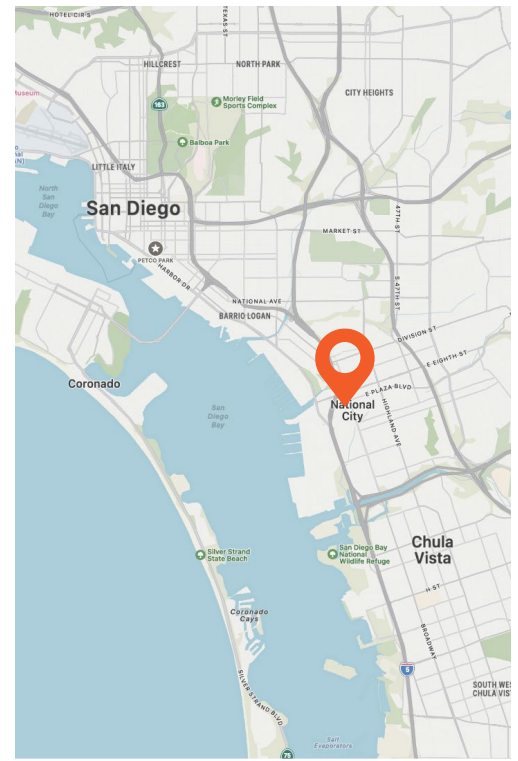 HOTEL CIR S
TEXAS ST
HILLCREST
NORTH PARK
Museum
163
Morley Field
Sports Complex
CITY HEIGHTS
Balboa Park
LITTLE ITALY
North
San
Diego
Bay
San Diego
47TH ST
MARKET ST
PETCO PARK
HARBOR DR
S 47TH ST
NATIONAL AVE
BARRIO LOGAN
DIVISION ST
E EIGHTH ST
Coronado
E PLAZA BLVD
National
City
HIGHLAND AVE
San
Diego
Bay
Chula
Vista
San Diego Bay
National
Wildlife Refuge
Silver Strand
State Beach
H ST
Coronado
Cays
BROADWAY
5
SILVER STRAND BLVD
SOUTH WES
CHULA VIS
Salt
Evaporators
75